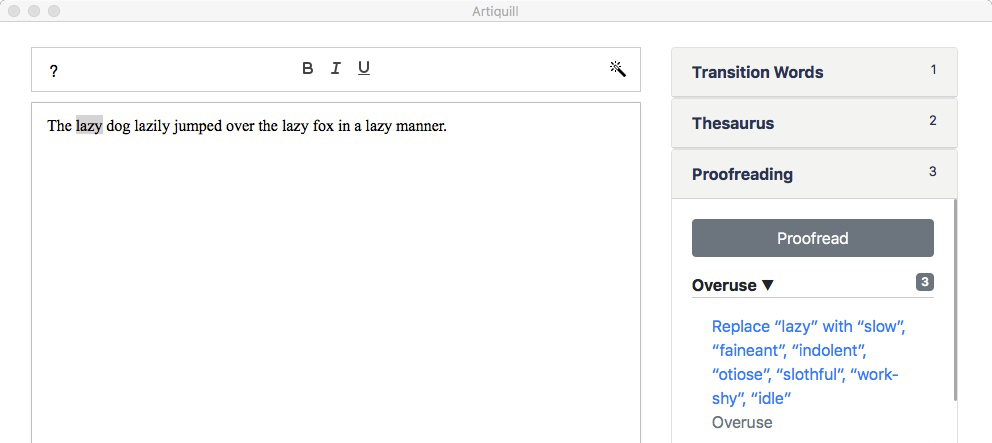 Artiquill
?
B I U
The lazy dog lazily jumped over the lazy fox in a lazy manner.
Transition Words 1
Thesaurus 2
Proofreading 3
Proofread
Overuse ▼ 3
Replace “lazy” with “slow”,
“faineant”, “indolent”,
“otiose”, “slothful”, “work-
shy”, “idle”
Overuse